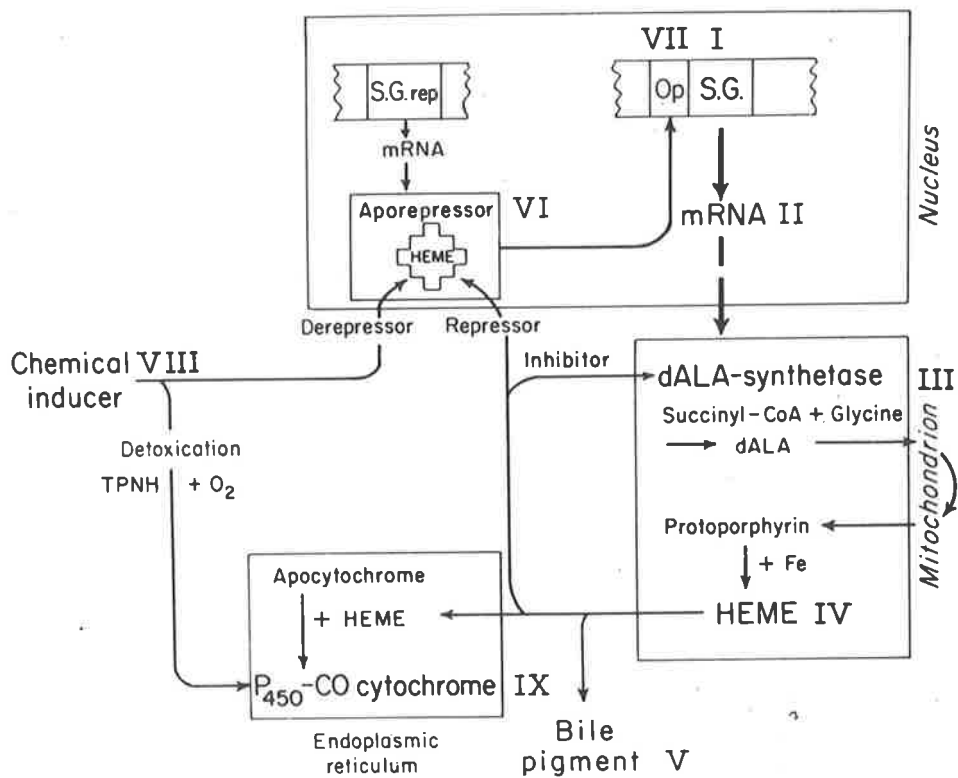 VII I
S.G. rep
Op S.G.
mRNA
Aporepressor VI
HEME
mRNA II
Nucleus
Derepressor Repressor
Chemical VIII
inducer
Inhibitor
dALA-synthetase III
Succinyl-CoA + Glycine
dALA
Detoxication
TPNH + O₂
Mitochondrion
Protoporphyrin
+ Fe
HEME IV
Apocytochrome
+ HEME
P₄₅₀-CO cytochrome IX
Endoplasmic
reticulum
Bile
pigment V